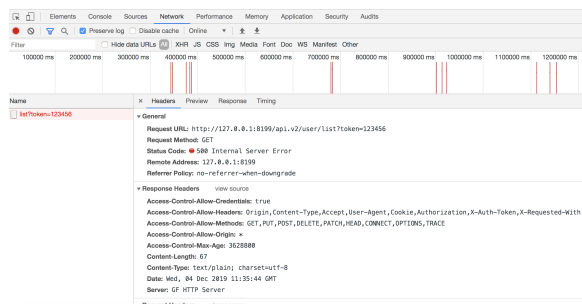 Elements Console Sources Network Performance Memory Application Security Audits
Preserve log Disable cache Online
Filter Hide data URLs All XHR JS CSS Img Media Font Doc WS Manifest Other
100000 ms 200000 ms 300000 ms 400000 ms 500000 ms 600000 ms 700000 ms 800000 ms 900000 ms 1000000 ms 1100000 ms 1200000 ms
Name × Headers Preview Response Timing
list?token=123456
General
Request URL: http://127.0.0.1:8199/api.v2/user/list?token=123456
Request Method: GET
Status Code: 500 Internal Server Error
Remote Address: 127.0.0.1:8199
Referrer Policy: no-referrer-when-downgrade
Response Headers view source
Access-Control-Allow-Credentials: true
Access-Control-Allow-Headers: Origin,Content-Type,Accept,User-Agent,Cookie,Authorization,X-Auth-Token,X-Requested-With
Access-Control-Allow-Methods: GET,PUT,POST,DELETE,PATCH,HEAD,CONNECT,OPTIONS,TRACE
Access-Control-Allow-Origin: *
Access-Control-Max-Age: 3628800
Content-Length: 67
Content-Type: text/plain; charset=utf-8
Date: Wed, 04 Dec 2019 11:35:44 GMT
Server: GF HTTP Server